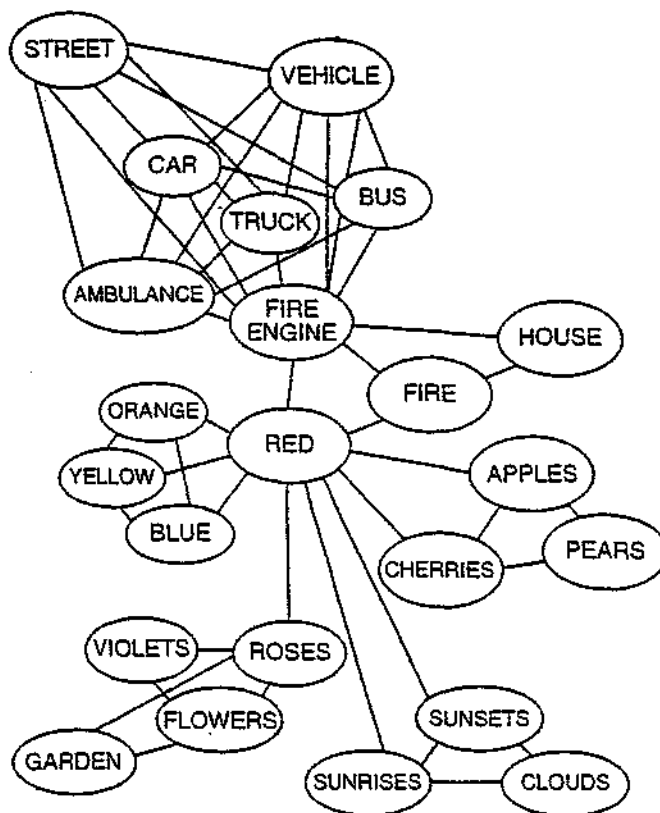 STREET
VEHICLE
CAR
BUS
TRUCK
AMBULANCE
FIRE
ENGINE
HOUSE
FIRE
ORANGE
RED
YELLOW
APPLES
BLUE
PEARS
CHERRIES
VIOLETS
ROSES
FLOWERS
SUNSETS
GARDEN
SUNRISES
CLOUDS